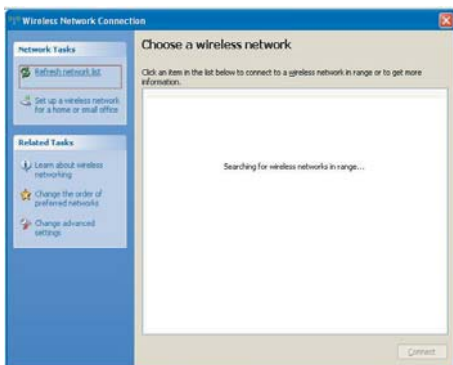 Wireless Network Connection
Network Tasks
Refresh network list
Set up a wireless network
for a home or small office
Related Tasks
Learn about wireless
networking
Change the order of
preferred networks
Change advanced
settings
Choose a wireless network
Click an item in the list below to connect to a wireless network in range or to get more
information.
Searching for wireless networks in range...
Connect